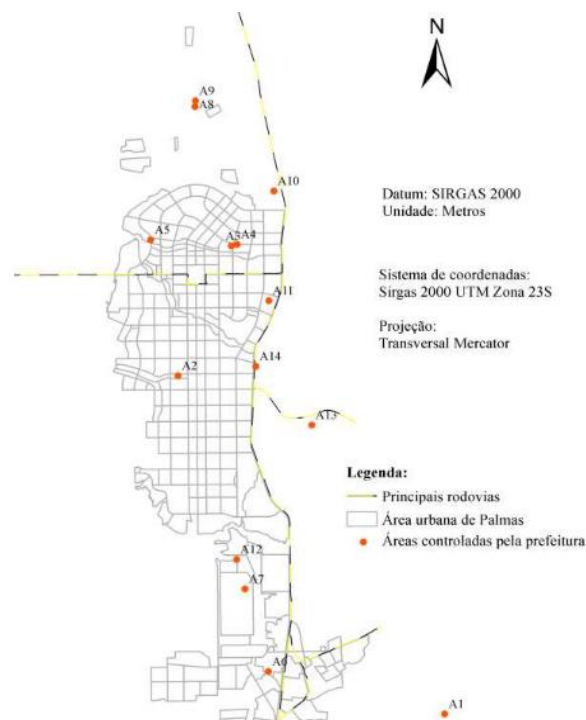 N
A9
A8
A10
Datum: SIRGAS 2000
Unidade: Metros
A5
A3
A4
Sistema de coordenadas:
Sirgas 2000 UTM Zona 23S
A11
Projeção:
Transversal Mercator
A14
A2
A13
Legenda:
Principais rodovias
Área urbana de Palmas
Áreas controladas pela prefeitura
A12
A7
A6
A1